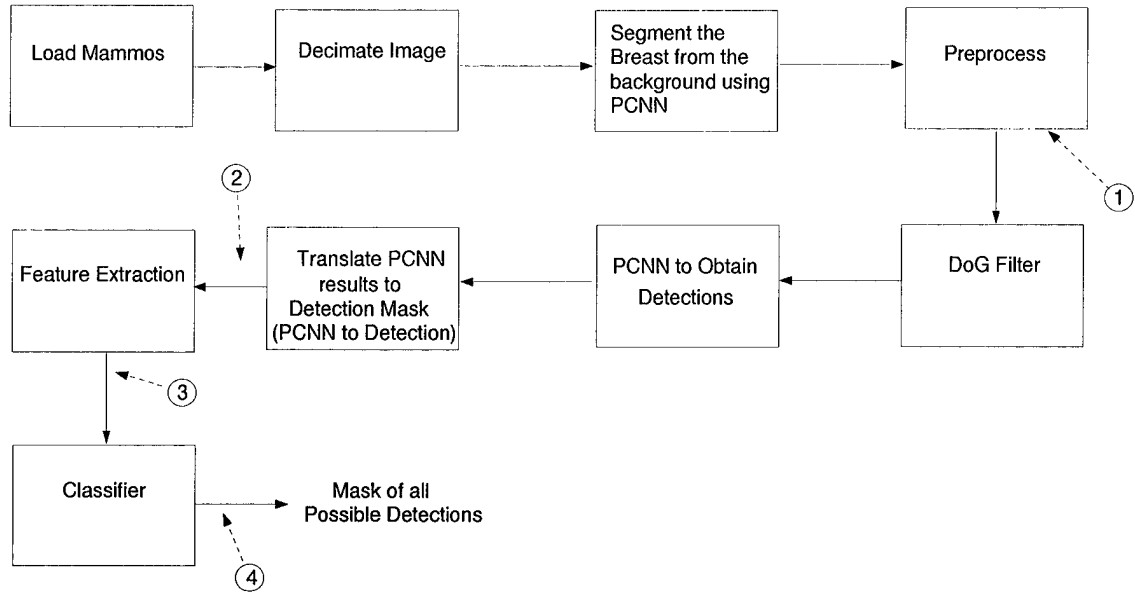 Load Mammos
Decimate Image
Segment the
Breast from the
background using
PCNN
Preprocess
1
2
Feature Extraction
Translate PCNN
results to
Detection Mask
(PCNN to Detection)
PCNN to Obtain
Detections
DoG Filter
3
Classifier
Mask of all
Possible Detections
4